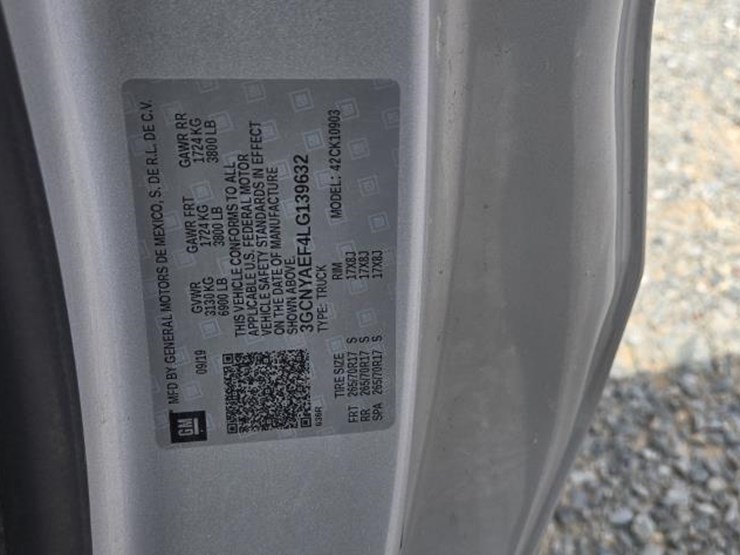 MFD BY GENERAL MOTORS DE MEXICO, S. DE R.L. DE C.V.
09/19 GVWR GAWR FRT GAWR RR
3130 KG 1724 KG 1724 KG
6900 LB 3800 LB 3800 LB
GM
THIS VEHICLE CONFORMS TO ALL
APPLICABLE U.S. FEDERAL MOTOR
VEHICLE SAFETY STANDARDS IN EFFECT
ON THE DATE OF MANUFACTURE
SHOWN ABOVE.
3GCNYAEF4LG139632
TYPE: TRUCK MODEL: 42CK10903
TIRE SIZE RIM
FRT 265/70R17 S 17X8J
RR 265/70R17 S 17X8J
SPA 265/70R17 S 17X8J